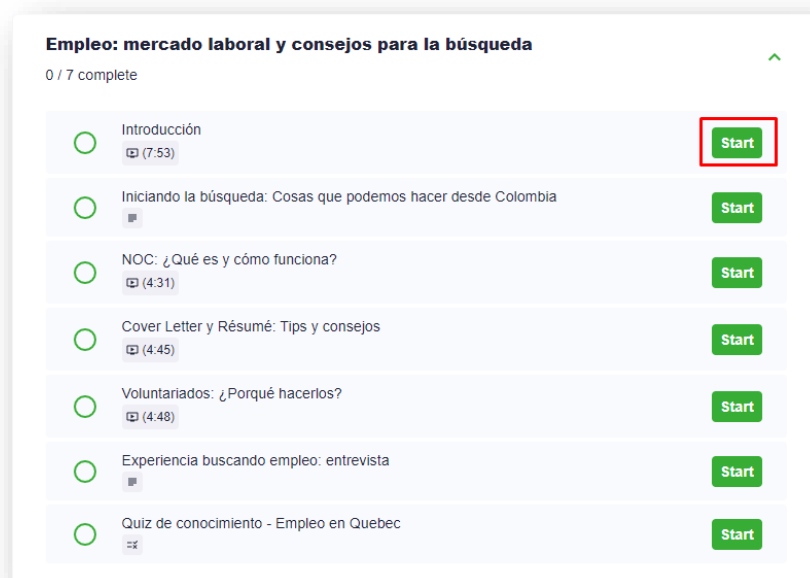 Empleo: mercado laboral y consejos para la búsqueda
0 / 7 complete
Introducción
(7:53)
Start
Iniciando la búsqueda: Cosas que podemos hacer desde Colombia
Start
NOC: ¿Qué es y cómo funciona?
(4:31)
Start
Cover Letter y Résumé: Tips y consejos
(4:45)
Start
Voluntariados: ¿Porqué hacerlos?
(4:48)
Start
Experiencia buscando empleo: entrevista
Start
Quiz de conocimiento - Empleo en Quebec
Start